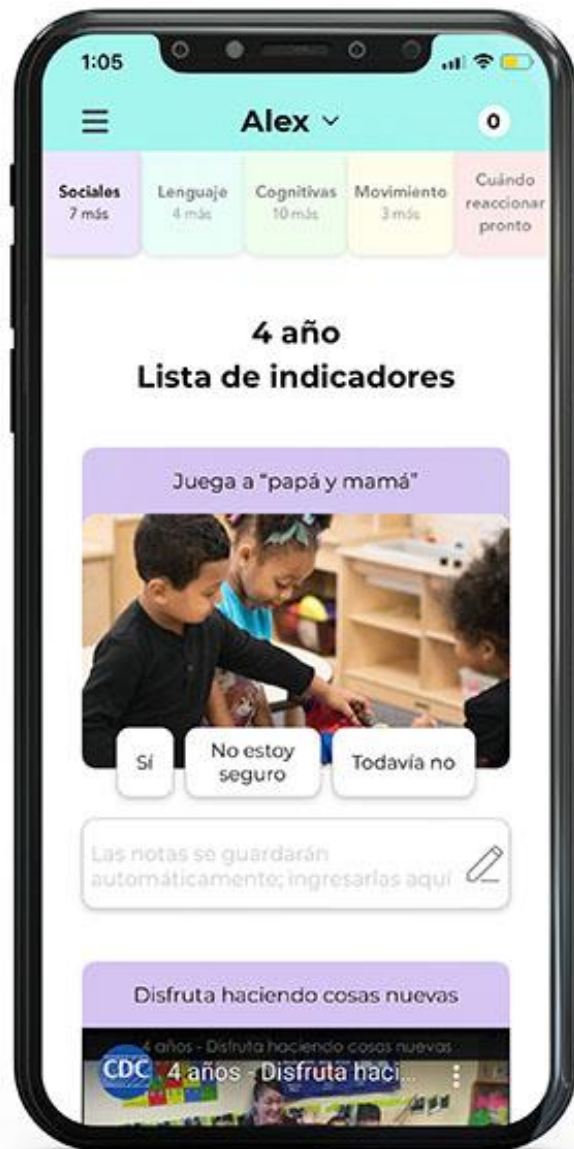 1:05
Alex
0
Sociales
7 más
Lenguaje
4 más
Cognitivas
10 más
Movimiento
3 más
Cuándo
reaccionar
pronto
4 año
Lista de indicadores
Juega a “papá y mamá”
Sí
No estoy
seguro
Todavía no
Las notas se guardarán
automáticamente; ingresarlas aquí
Disfruta haciendo cosas nuevas
4 años - Disfruta haciendo cosas nuevas
CDC
4 años - Disfruta haci...